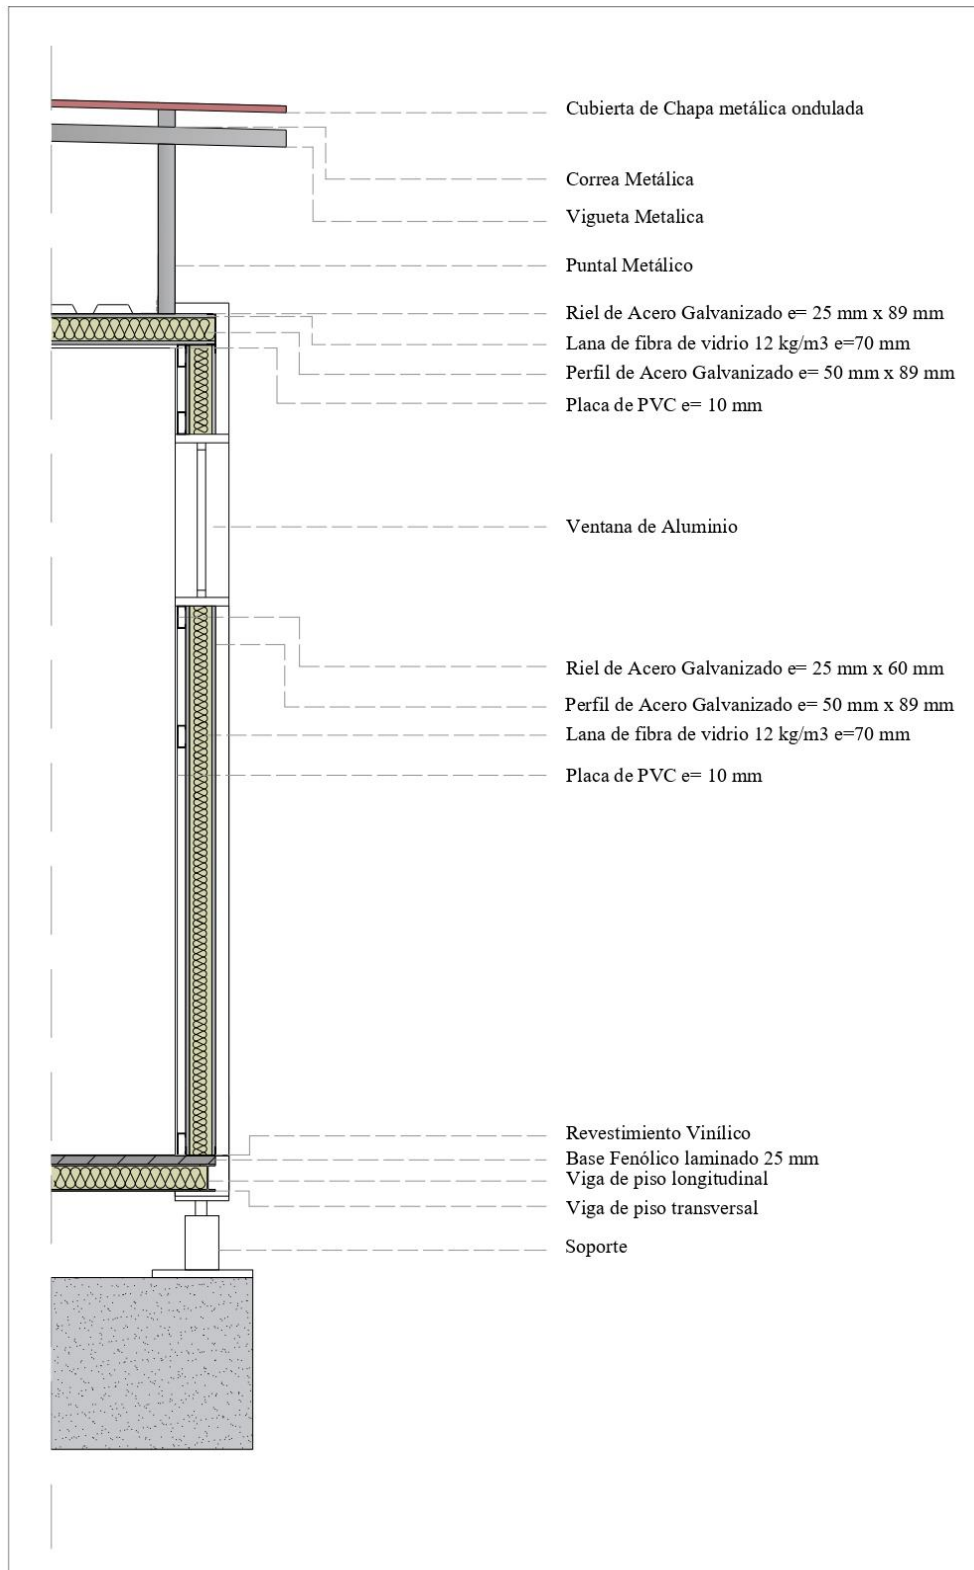 Cubierta de Chapa metálica ondulada
Correa Metálica
Vigueta Metalica
Puntal Metálico
Riel de Acero Galvanizado e= 25 mm x 89 mm
Lana de fibra de vidrio 12 kg/m3 e=70 mm
Perfil de Acero Galvanizado e= 50 mm x 89 mm
Placa de PVC e= 10 mm
Ventana de Aluminio
Riel de Acero Galvanizado e= 25 mm x 60 mm
Perfil de Acero Galvanizado e= 50 mm x 89 mm
Lana de fibra de vidrio 12 kg/m3 e=70 mm
Placa de PVC e= 10 mm
Revestimiento Vinílico
Base Fenólico laminado 25 mm
Viga de piso longitudinal
Viga de piso transversal
Soporte